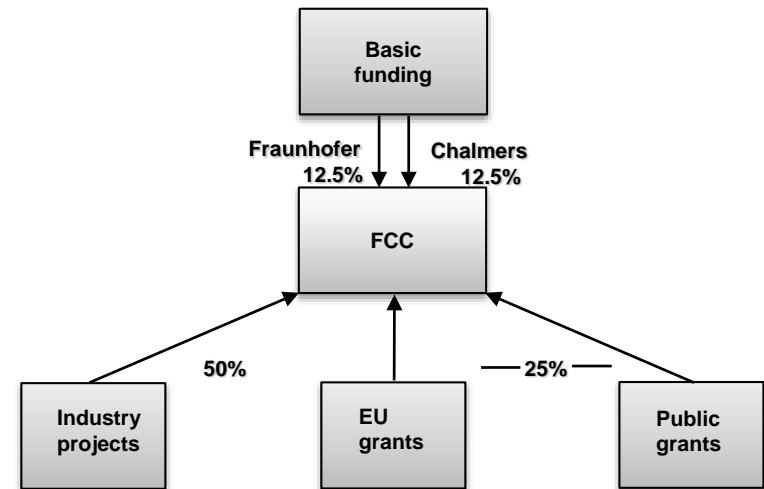 Basic
funding
Fraunhofer
12.5%
Chalmers
12.5%
FCC
50%
25%
Industry
projects
EU
grants
Public
grants